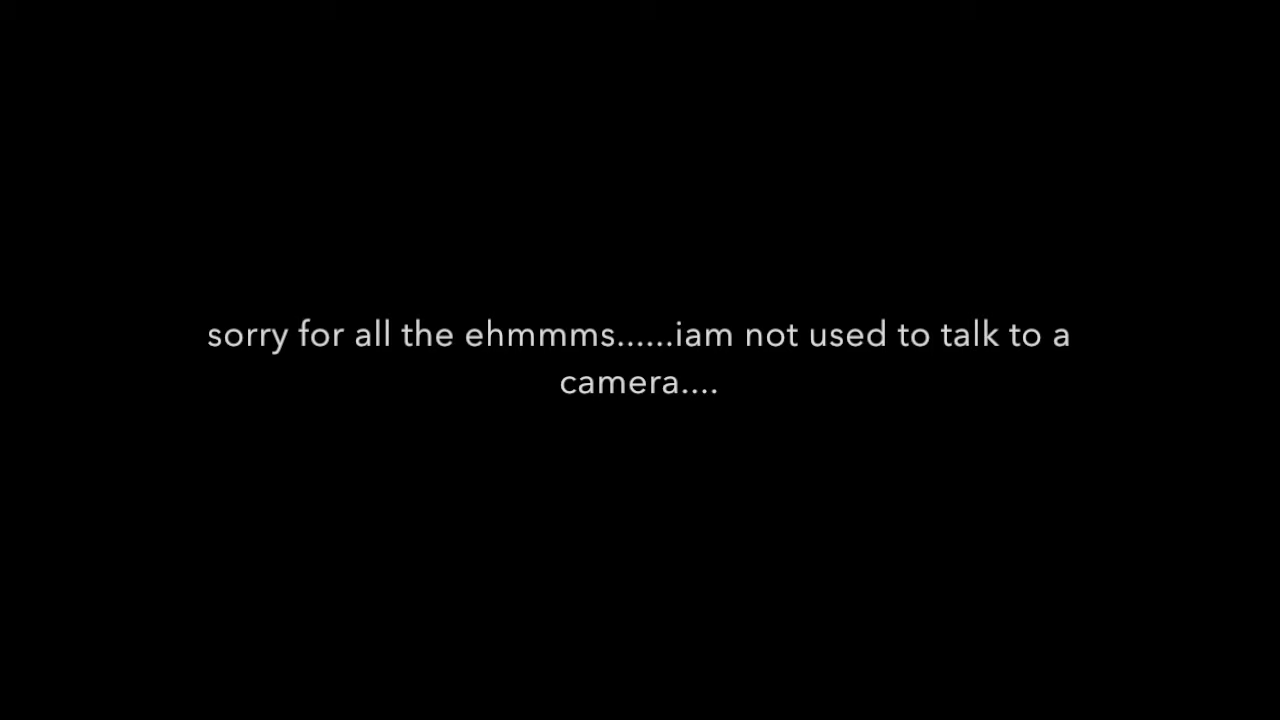 sorry for all the ehmmms......iam not used to talk to a
camera....